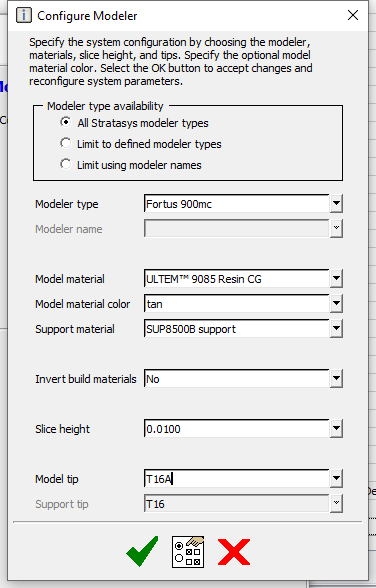 Configure Modeler
Specify the system configuration by choosing the modeler,
materials, slice height, and tips. Specify the optional model
material color. Select the OK button to accept changes and
reconfigure system parameters.
Modeler type availability
All Stratasys modeler types
Limit to defined modeler types
Limit using modeler names
Modeler type Fortus 900mc
Modeler name
Model material ULTEM™ 9085 Resin CG
Model material color tan
Support material SUP8500B support
Invert build materials No
Slice height 0.0100
Model tip T16A
Support tip T16
De